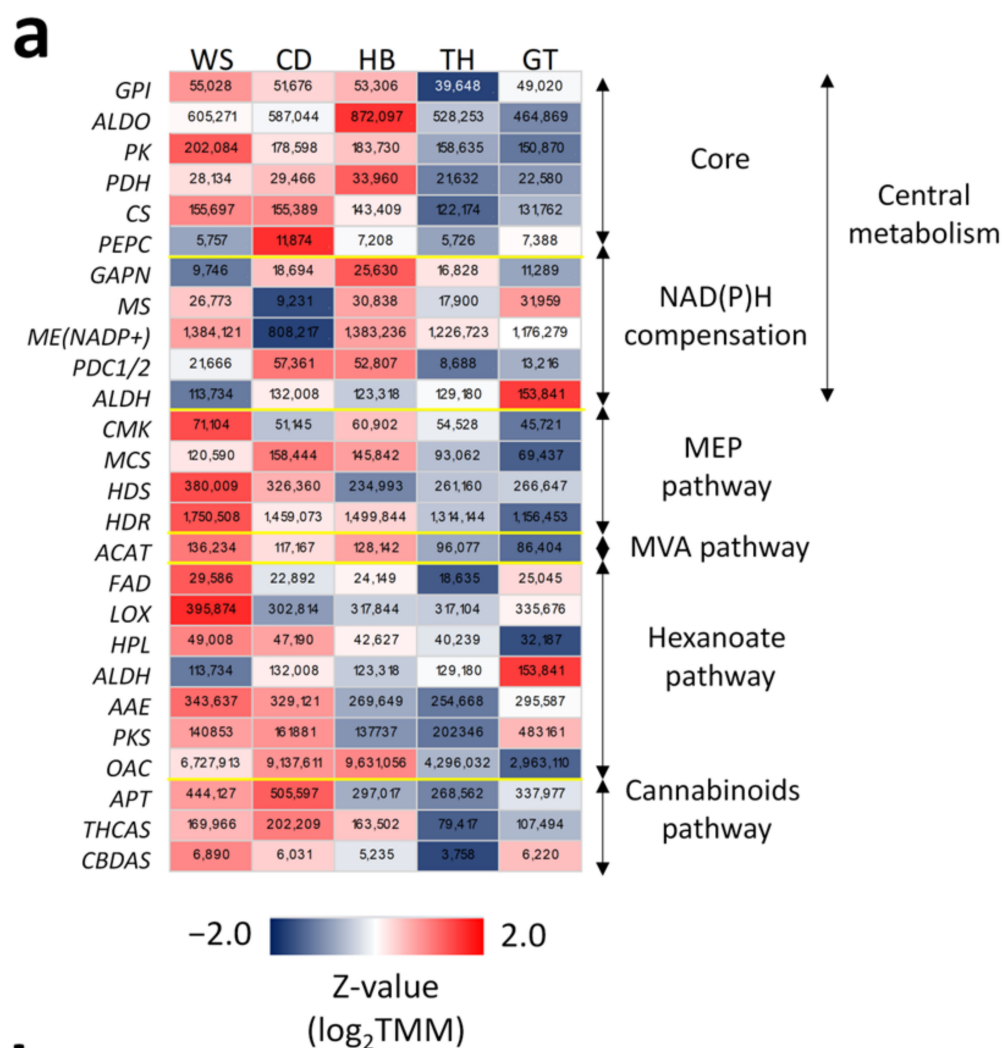 a
WS CD HB TH GT
GPI 55,028 51,676 53,306 39,648 49,020
ALDO 605,271 587,044 872,097 528,253 464,869
PK 202,084 178,598 183,730 158,635 150,870
PDH 28,134 29,466 33,960 21,632 22,580
CS 155,697 155,389 143,409 122,174 131,762
PEPC 5,757 11,874 7,208 5,726 7,388
Core
Central
metabolism
GAPN 9,746 18,694 25,630 16,828 11,289
MS 26,773 9,231 30,838 17,900 31,959
ME(NADP+) 1,384,121 808,217 1,383,236 1,226,723 1,176,279
PDC1/2 21,666 57,361 52,807 8,688 13,216
ALDH 113,734 132,008 123,318 129,180 153,841
NAD(P)H
compensation
CMK 71,104 51,145 60,902 54,528 45,721
MCS 120,590 158,444 145,842 93,062 69,437
HDS 380,009 326,360 234,993 261,160 266,647
HDR 1,750,508 1,459,073 1,499,844 1,314,144 1,156,453
MEP
pathway
ACAT 136,234 117,167 128,142 96,077 86,404
MVA pathway
FAD 29,586 22,892 24,149 18,635 25,045
LOX 395,874 302,814 317,844 317,104 335,676
HPL 49,008 47,190 42,627 40,239 32,187
ALDH 113,734 132,008 123,318 129,180 153,841
AAE 343,637 329,121 269,649 254,668 295,587
PKS 140853 161881 137737 202346 483161
OAC 6,727,913 9,137,611 9,631,056 4,296,032 2,963,110
Hexanoate
pathway
APT 444,127 505,597 297,017 268,562 337,977
THCAS 169,966 202,209 163,502 79,417 107,494
CBDAS 6,890 6,031 5,235 3,758 6,220
Cannabinoids
pathway
−2.0 2.0
Z-value
(log₂TMM)